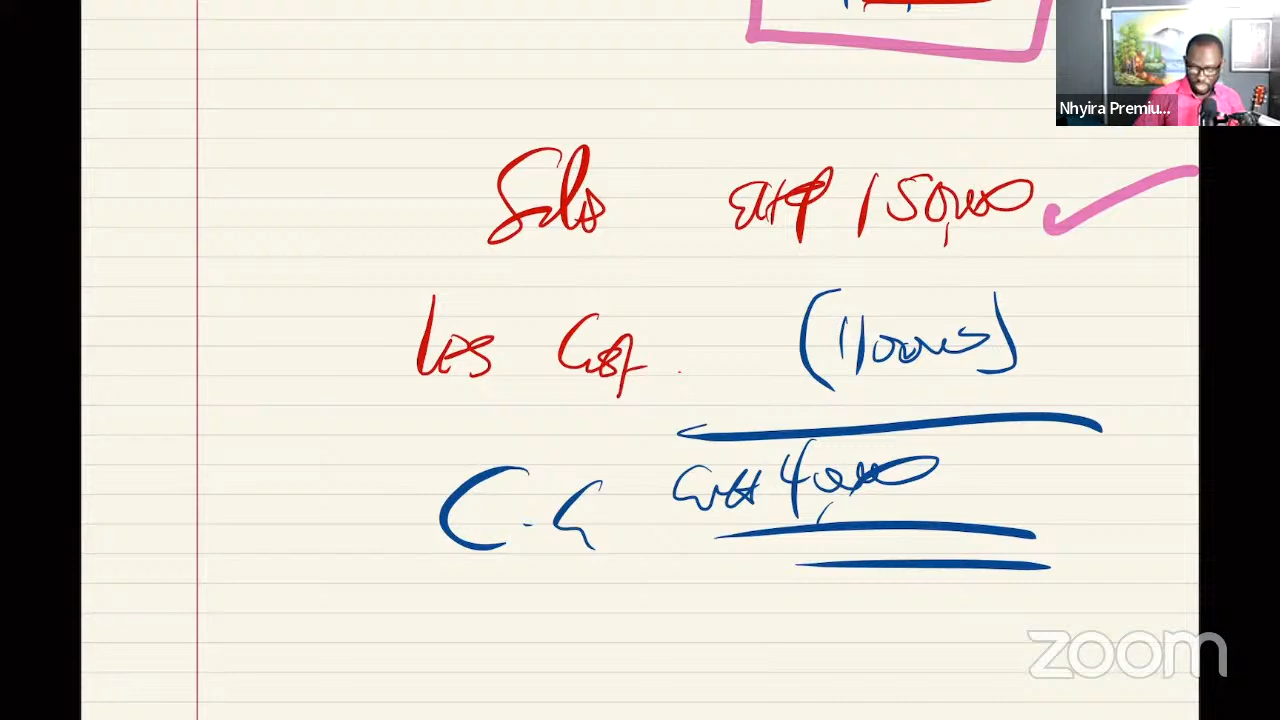 Nhyira Premiu...
Sales GH₵ 150,000
Less Cost (110,000)
C.G GH₵ 40,000
zoom